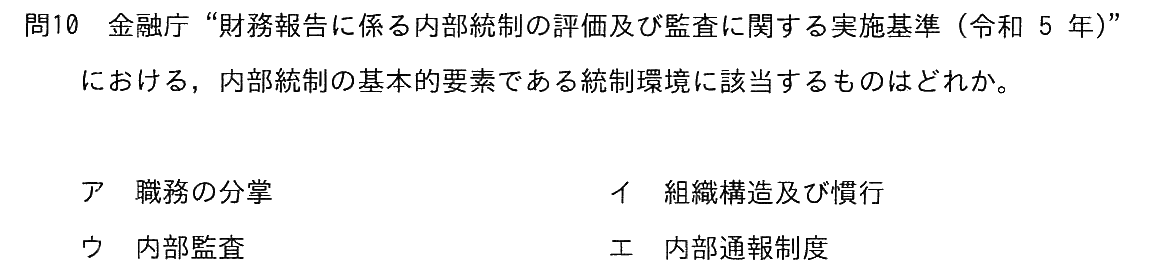 問10 金融庁“財務報告に係る内部統制の評価及び監査に関する実施基準（令和 5 年）”
における，内部統制の基本的要素である統制環境に該当するものはどれか。
ア 職務の分掌 イ 組織構造及び慣行
ウ 内部監査 エ 内部通報制度